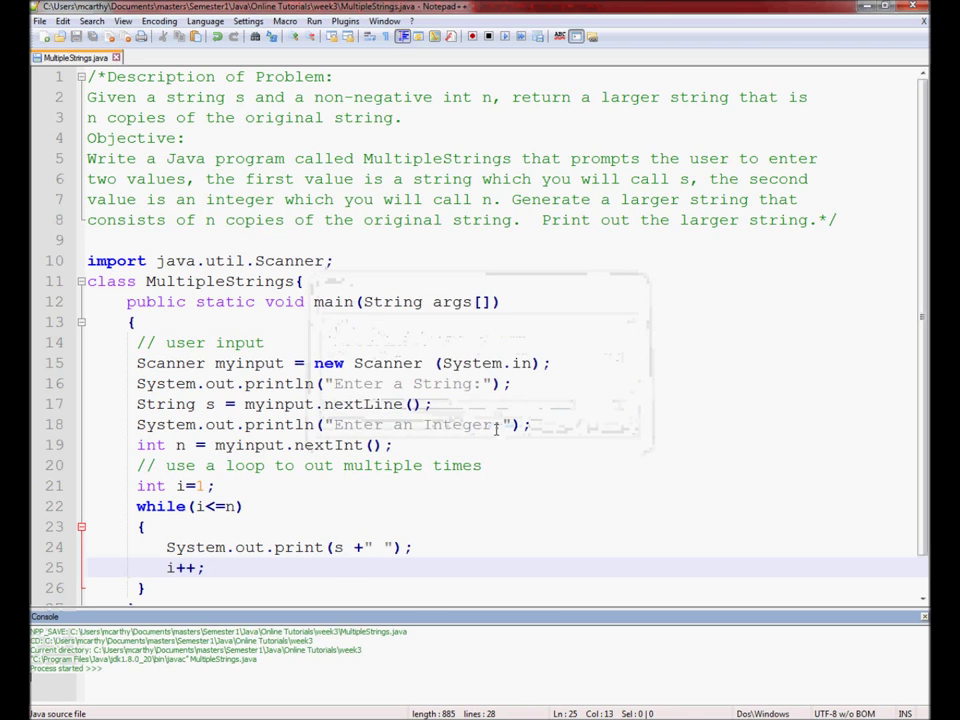 C:\Users\mcarthy\Documents\masters\Semester1\Java\Online Tutorials\week3\MultipleStrings.java - Notepad++
File Edit Search View Encoding Language Settings Macro Run Plugins Window ? X
MultipleStrings.java
1 /*Description of Problem:
2 Given a string s and a non-negative int n, return a larger string that is
3 n copies of the original string.
4 Objective:
5 Write a Java program called MultipleStrings that prompts the user to enter
6 two values, the first value is a string which you will call s, the second
7 value is an integer which you will call n. Generate a larger string that
8 consists of n copies of the original string.  Print out the larger string.*/
9
10 import java.util.Scanner;
11 class MultipleStrings{
12 public static void main(String args[])
13 {
14 // user input
15 Scanner myinput = new Scanner (System.in);
16 System.out.println("Enter a String:");
17 String s = myinput.nextLine();
18 System.out.println("Enter an Integer:");
19 int n = myinput.nextInt();
20 // use a loop to out multiple times
21 int i=1;
22 while(i<=n)
23 {
24 System.out.print(s +" ");
25 i++;
26 }
Console
NPP_SAVE: C:\Users\mcarthy\Documents\masters\Semester1\Java\Online Tutorials\week3\MultipleStrings.java
CD: C:\Users\mcarthy\Documents\masters\Semester1\Java\Online Tutorials\week3
Current directory: C:\Users\mcarthy\Documents\masters\Semester1\Java\Online Tutorials\week3
"C:\Program Files\Java\jdk1.8.0_20\bin\javac" MultipleStrings.java
Process started >>>
Java source file length : 885 lines : 28 Ln : 25 Col : 13 Sel : 0 | 0 Dos\Windows UTF-8 w/o BOM INS